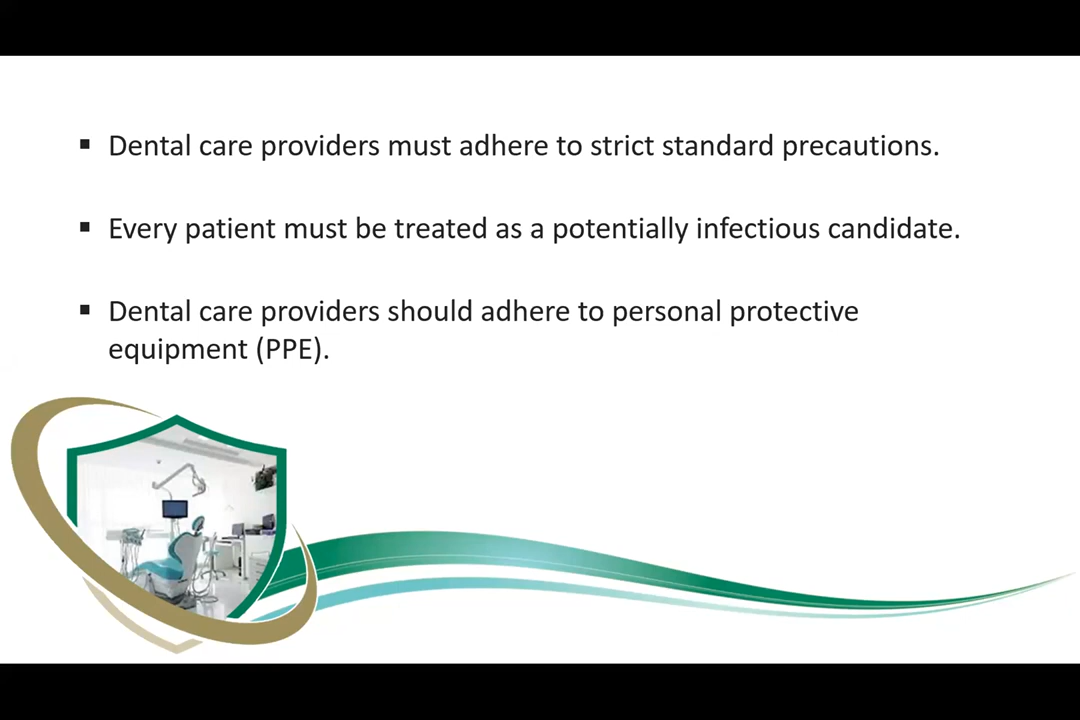 ▪ Dental care providers must adhere to strict standard precautions.
▪ Every patient must be treated as a potentially infectious candidate.
▪ Dental care providers should adhere to personal protective
equipment (PPE).